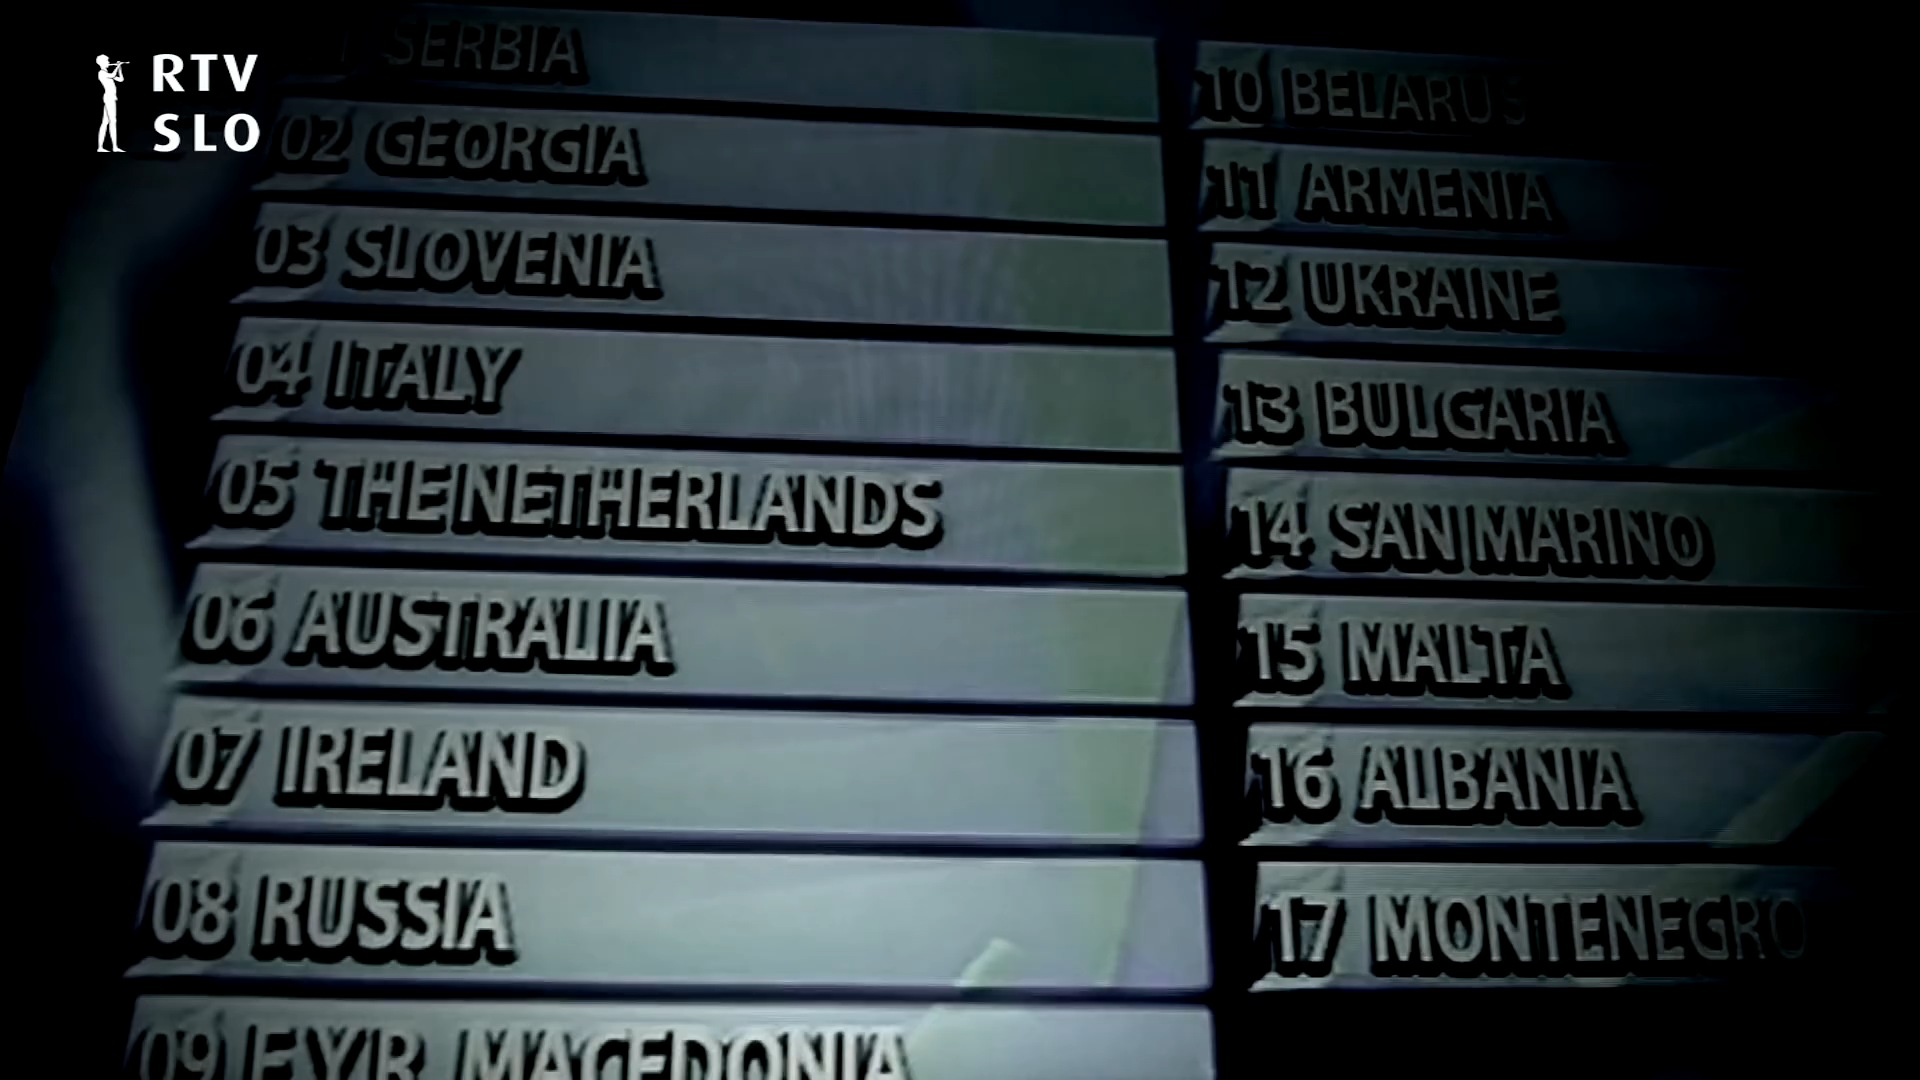 RTV
SLO
SERBIA
02 GEORGIA
03 SLOVENIA
04 ITALY
05 THE NETHERLANDS
06 AUSTRALIA
07 IRELAND
08 RUSSIA
09 F.Y.R. MACEDONIA
10 BELARUS
11 ARMENIA
12 UKRAINE
13 BULGARIA
14 SAN MARINO
15 MALTA
16 ALBANIA
17 MONTENEGRO